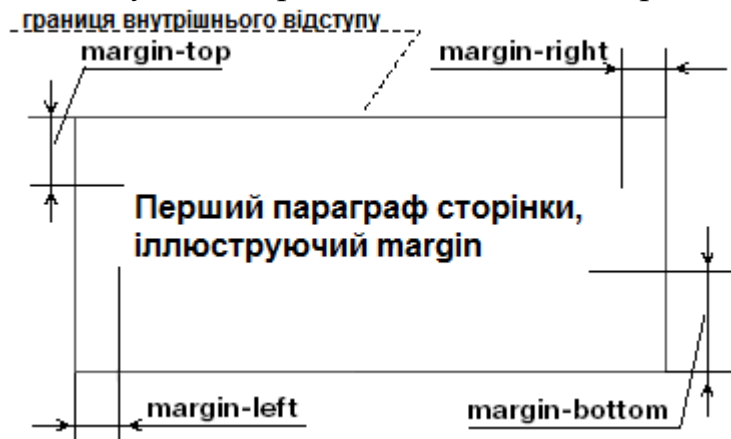 границя внутрішнього відступу
margin-top
margin-right
Перший параграф сторінки,
іллюструючий margin
margin-left
margin-bottom